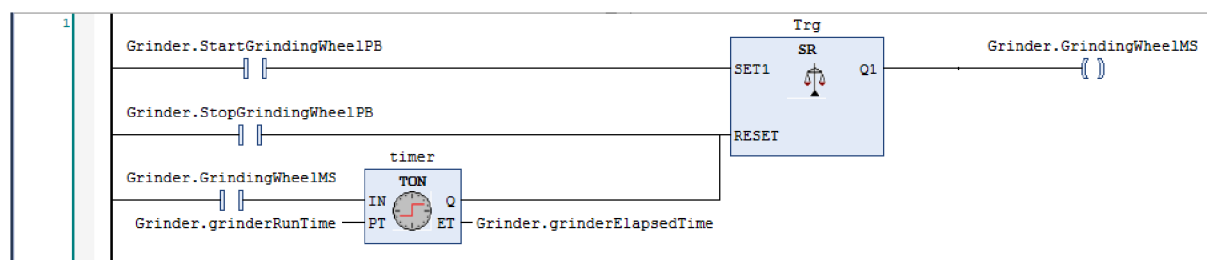 1
Trg
Grinder.StartGrindingWheelPB
SR
Grinder.GrindingWheelMS
SET1 Q1
Grinder.StopGrindingWheelPB
RESET
timer
Grinder.GrindingWheelMS
TON
IN Q
Grinder.grinderRunTime PT ET Grinder.grinderElapsedTime